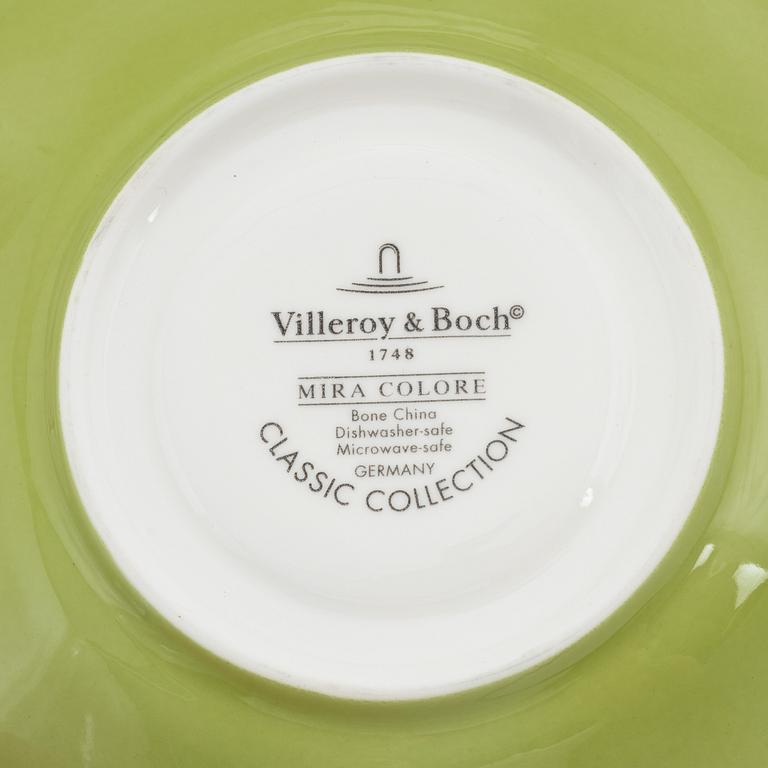 Villeroy & Boch©
1748
MIRA COLORE
Bone China
Dishwasher-safe
Microwave-safe
GERMANY
CLASSIC COLLECTION